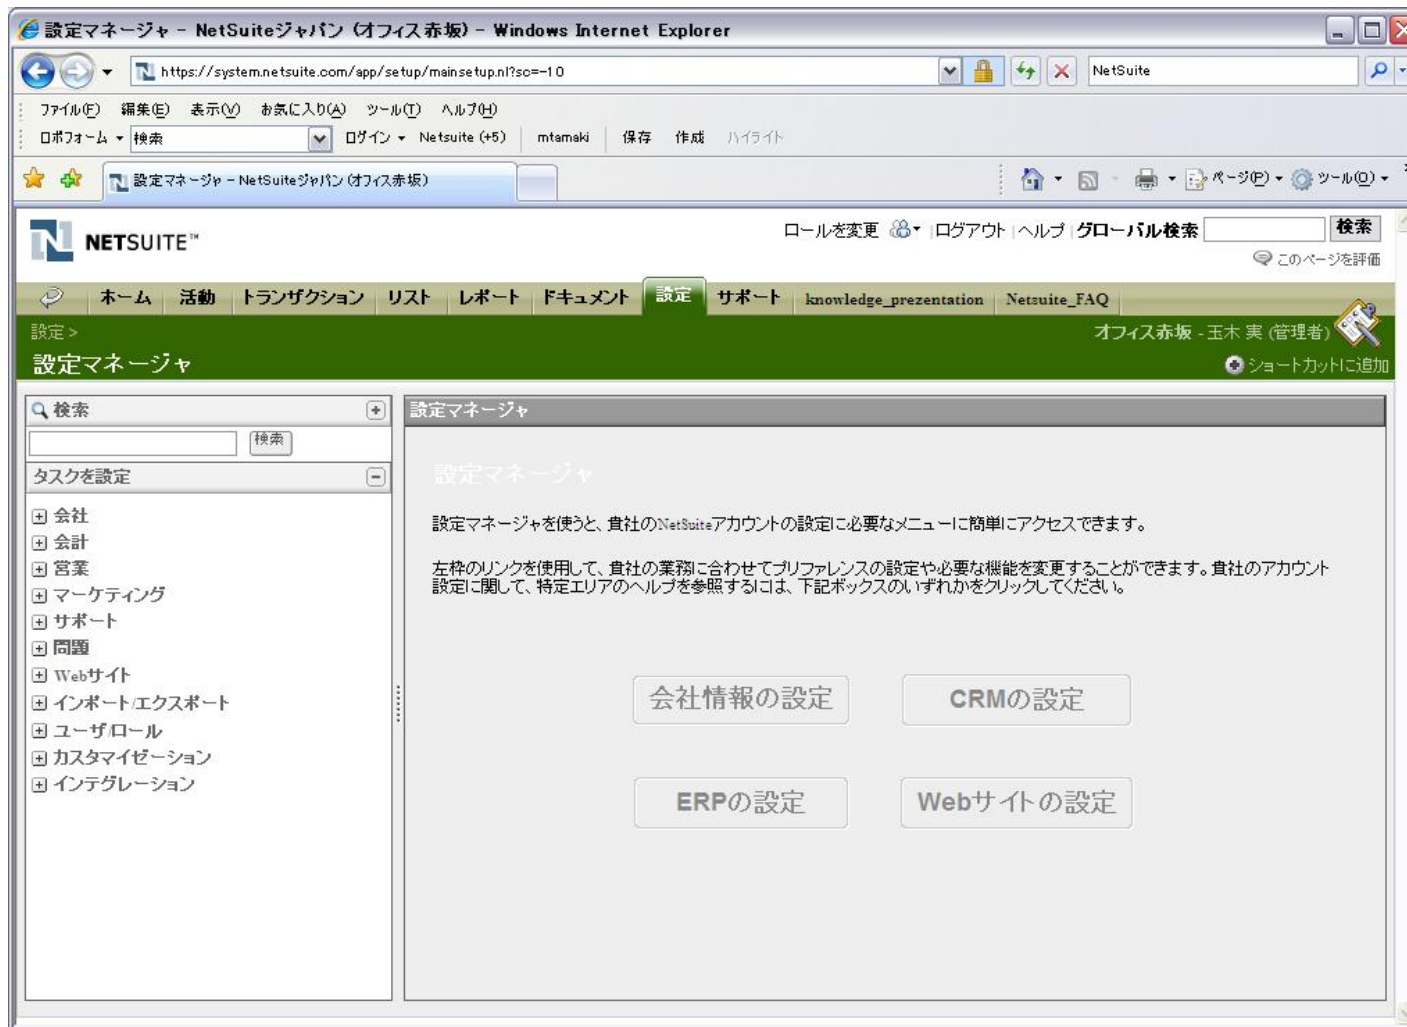 設定マネージャ - NetSuiteジャパン (オフィス赤坂) - Windows Internet Explorer
https://system.netsuite.com/app/setup/mainsetup.nl?sc=-10
NetSuite
ファイル(F) 編集(E) 表示(V) お気に入り(A) ツール(T) ヘルプ(H)
ロボフォーム 検索 ログイン Netsuite (+5) mtamaki 保存 作成 ハイライト
設定マネージャ - NetSuiteジャパン (オフィス赤坂)
ページ(P) ツール(O)
N NETSUITE™
ロールを変更 ログアウト ヘルプ グローバル検索 検索
このページを評価
ホーム 活動 トランザクション リスト レポート ドキュメント 設定 サポート knowledge_prezentation Netsuite_FAQ
設定 >
オフィス赤坂 - 玉木 実 (管理者)
設定マネージャ
ショートカットに追加
検索
検索
タスクを設定
会社
会計
営業
マーケティング
サポート
問題
Webサイト
インポート/エクスポート
ユーザ/ロール
カスタマイゼーション
インテグレーション
設定マネージャ
設定マネージャ
設定マネージャを使うと、貴社のNetSuiteアカウントの設定に必要なメニューに簡単にアクセスできます。
左枠のリンクを使用して、貴社の業務に合わせてプリファレンスの設定や必要な機能を変更することができます。貴社のアカウント
設定に関して、特定エリアのヘルプを参照するには、下記ボックスのいずれかをクリックしてください。
会社情報の設定
CRMの設定
ERPの設定
Webサイトの設定